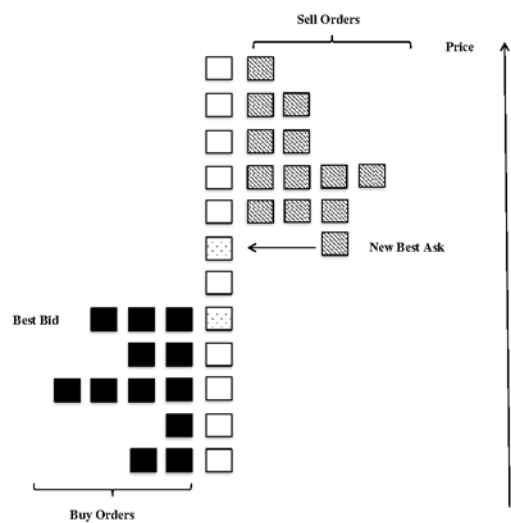 Sell Orders
Price
New Best Ask
Best Bid
Buy Orders